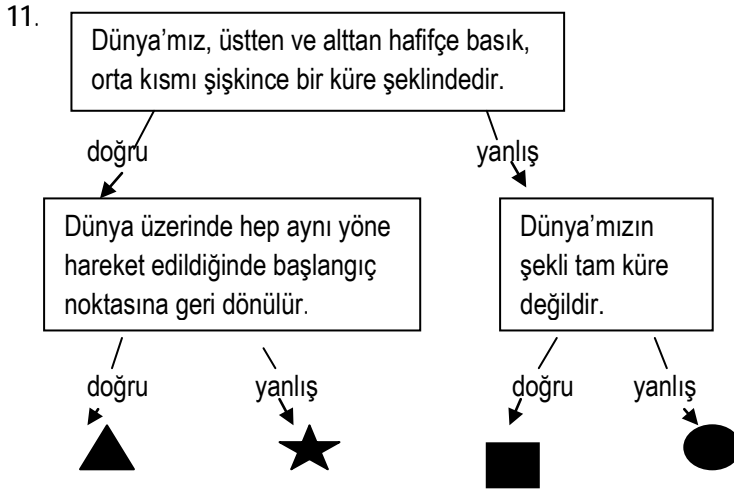 11.
Dünya’mız, üstten ve alttan hafifçe basık,
orta kısmı şişkince bir küre şeklindedir.
doğru yanlış
Dünya üzerinde hep aynı yöne
hareket edildiğinde başlangıç
noktasına geri dönülür.
Dünya’mızın
şekli tam küre
değildir.
doğru yanlış doğru yanlış